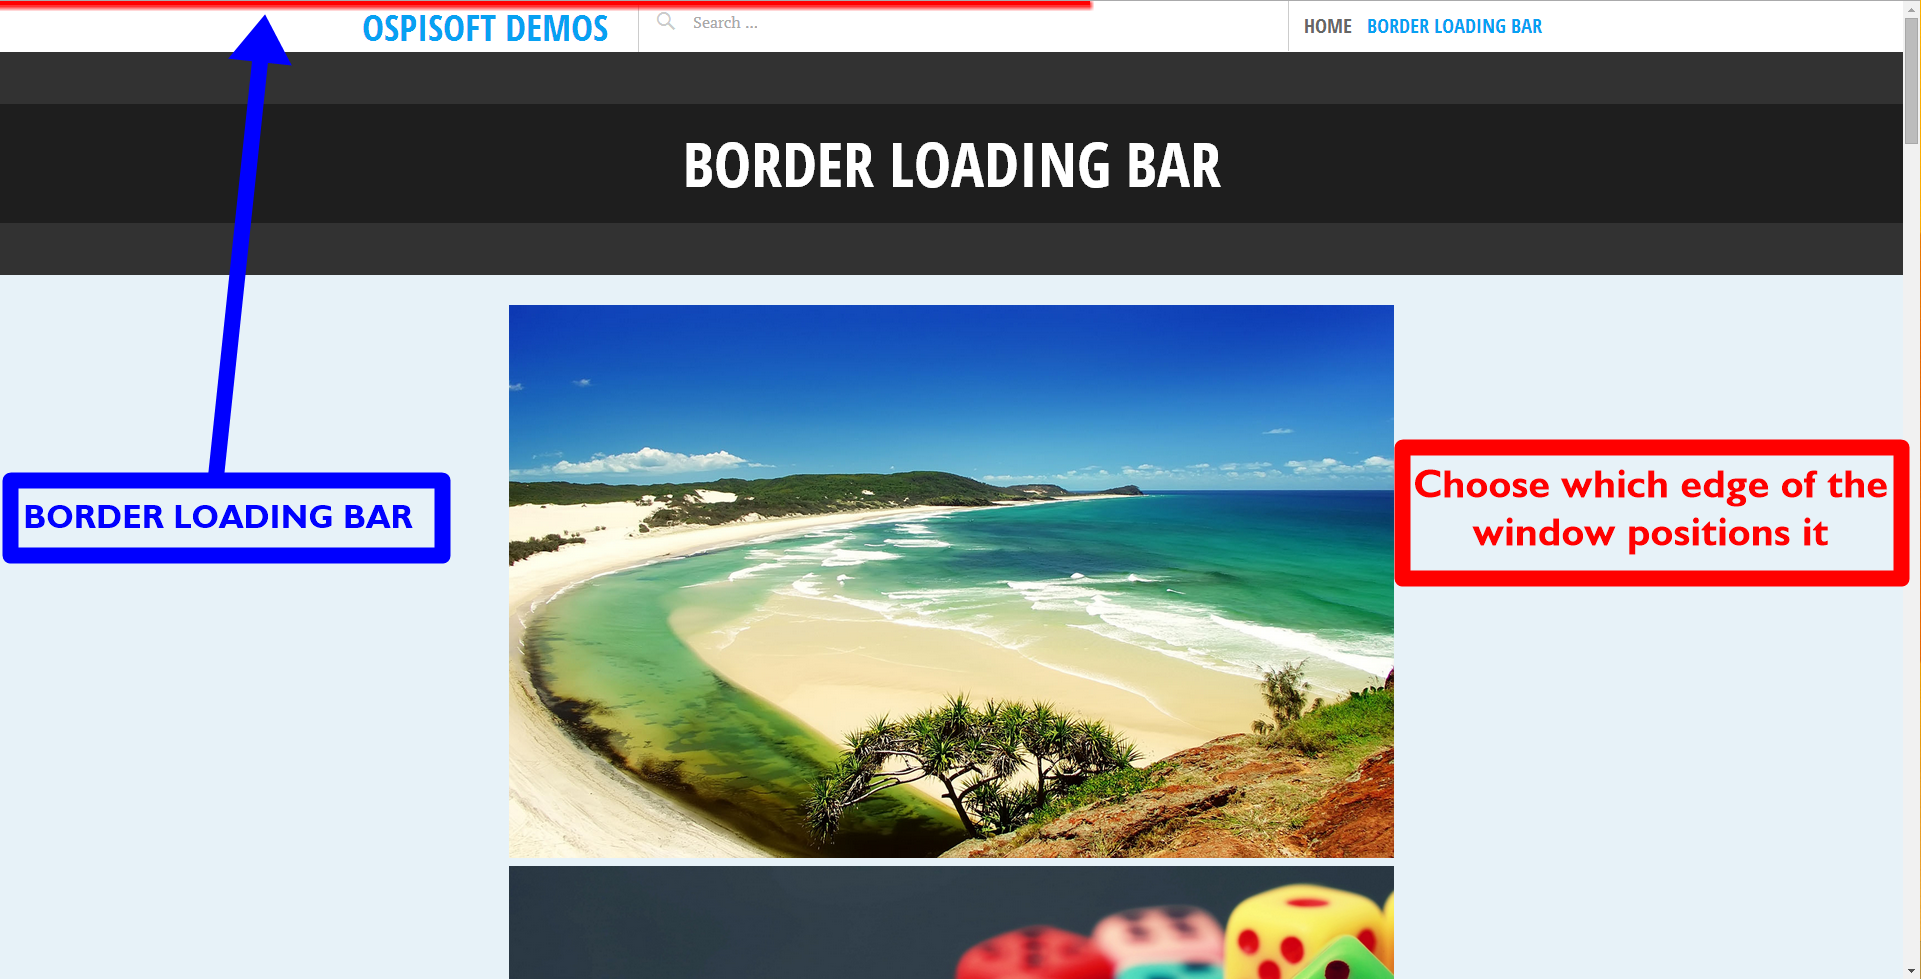 OSPISOFT DEMOS
Search ...
HOME BORDER LOADING BAR
BORDER LOADING BAR
BORDER LOADING BAR
Choose which edge of the
window positions it